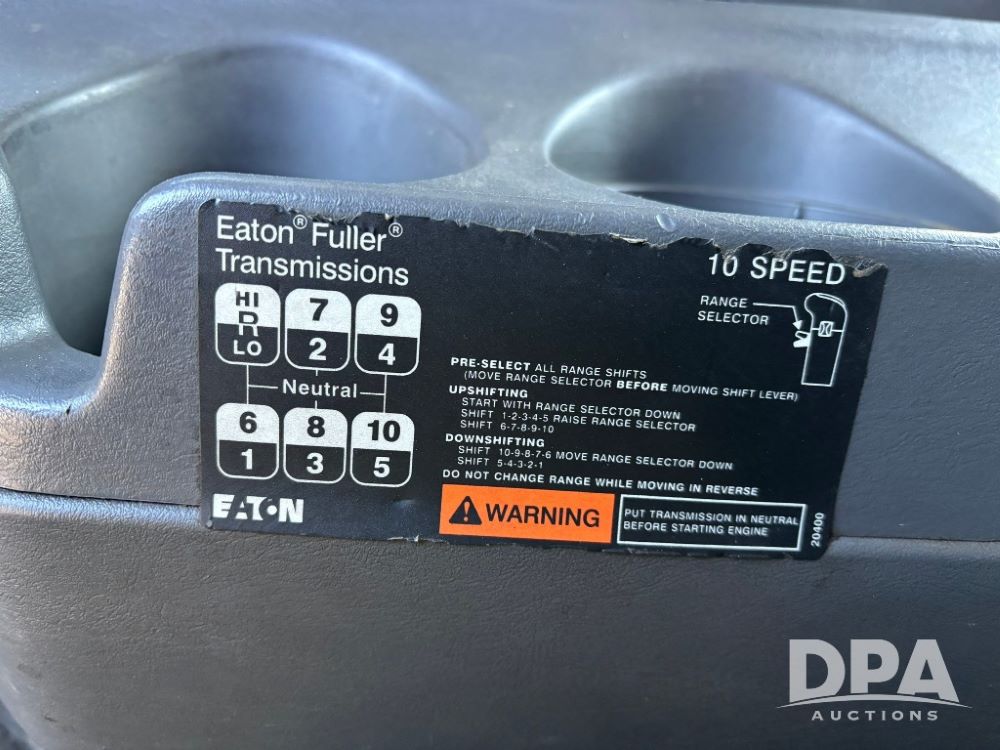 Eaton® Fuller®
Transmissions
10 SPEED
HI
R
LO
7
2
9
4
Neutral
6
1
8
3
10
5
EATON
RANGE
SELECTOR
PRE-SELECT ALL RANGE SHIFTS
(MOVE RANGE SELECTOR BEFORE MOVING SHIFT LEVER)
UPSHIFTING
START WITH RANGE SELECTOR DOWN
SHIFT 1-2-3-4-5 RAISE RANGE SELECTOR
SHIFT 6-7-8-9-10
DOWNSHIFTING
SHIFT 10-9-8-7-6 MOVE RANGE SELECTOR DOWN
SHIFT 5-4-3-2-1
DO NOT CHANGE RANGE WHILE MOVING IN REVERSE
WARNING
PUT TRANSMISSION IN NEUTRAL
BEFORE STARTING ENGINE
20400
DPA
AUCTIONS